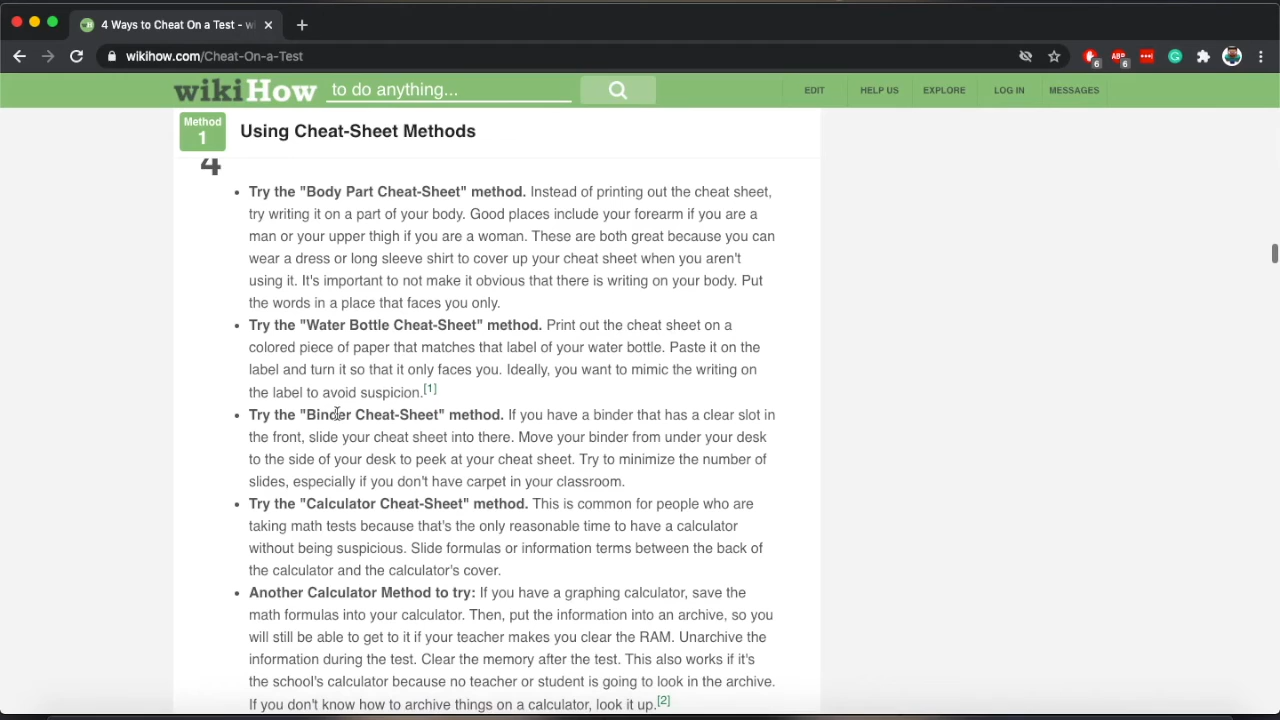 4 Ways to Cheat On a Test - w
wikihow.com/Cheat-On-a-Test
6
ABP
6
wikiHow to do anything... EDIT HELP US EXPLORE LOG IN MESSAGES
Method
1
Using Cheat-Sheet Methods
4
• Try the "Body Part Cheat-Sheet" method. Instead of printing out the cheat sheet,
try writing it on a part of your body. Good places include your forearm if you are a
man or your upper thigh if you are a woman. These are both great because you can
wear a dress or long sleeve shirt to cover up your cheat sheet when you aren't
using it. It's important to not make it obvious that there is writing on your body. Put
the words in a place that faces you only.
• Try the "Water Bottle Cheat-Sheet" method. Print out the cheat sheet on a
colored piece of paper that matches that label of your water bottle. Paste it on the
label and turn it so that it only faces you. Ideally, you want to mimic the writing on
the label to avoid suspicion.[1]
• Try the "Binder Cheat-Sheet" method. If you have a binder that has a clear slot in
the front, slide your cheat sheet into there. Move your binder from under your desk
to the side of your desk to peek at your cheat sheet. Try to minimize the number of
slides, especially if you don't have carpet in your classroom.
• Try the "Calculator Cheat-Sheet" method. This is common for people who are
taking math tests because that's the only reasonable time to have a calculator
without being suspicious. Slide formulas or information terms between the back of
the calculator and the calculator's cover.
• Another Calculator Method to try: If you have a graphing calculator, save the
math formulas into your calculator. Then, put the information into an archive, so you
will still be able to get to it if your teacher makes you clear the RAM. Unarchive the
information during the test. Clear the memory after the test. This also works if it's
the school's calculator because no teacher or student is going to look in the archive.
If you don't know how to archive things on a calculator, look it up.[2]